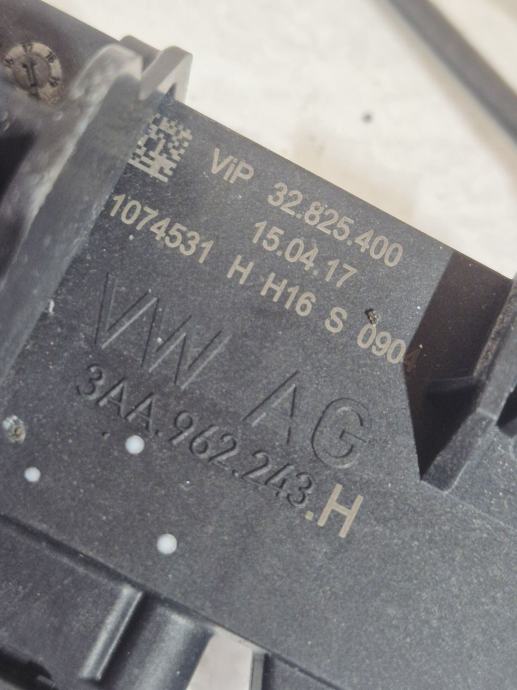 ViP 32.825.400
15.04.17
1074531 H H16 S 0904
VW AG
3AA.962.243.H